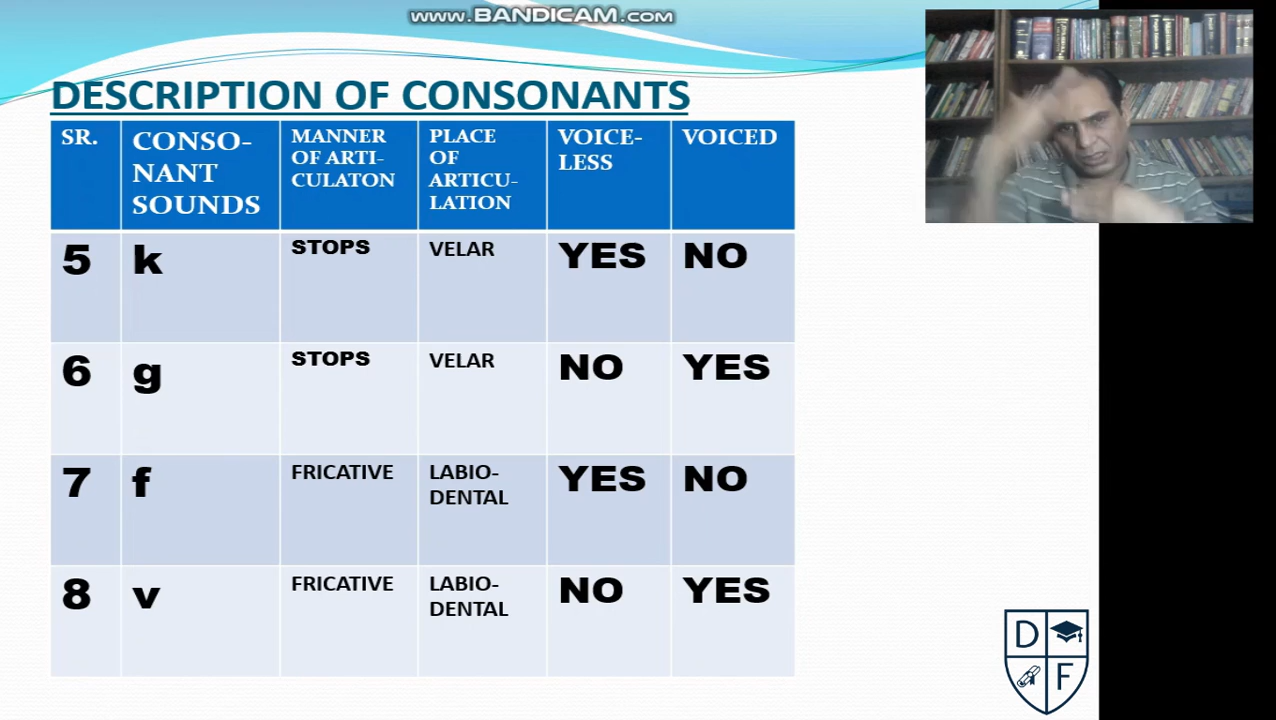 www.BANDICAM.com
DESCRIPTION OF CONSONANTS
SR.
CONSO-
NANT
SOUNDS
MANNER
OF ARTI-
CULATON
PLACE
OF
ARTICU-
LATION
VOICE-
LESS
VOICED
5 k STOPS VELAR YES NO
6 g STOPS VELAR NO YES
7 f FRICATIVE LABIO-
DENTAL YES NO
8 v FRICATIVE LABIO-
DENTAL NO YES
D
F